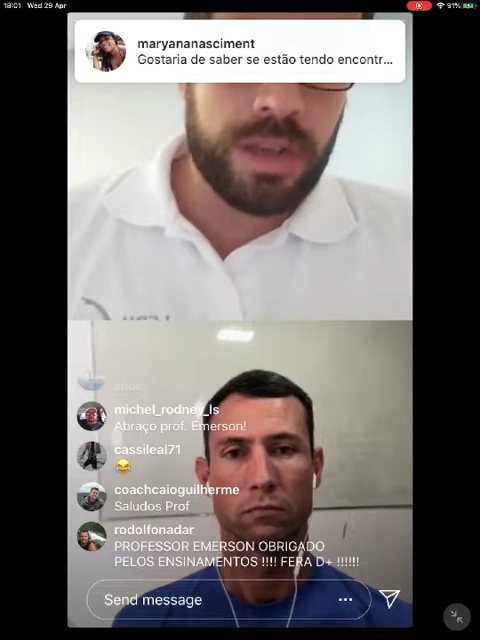 18:01 Wed 29 Apr
91%
maryananasciment
Gostaria de saber se estão tendo encontr...
michel_rodney_ls
Abraço prof, Emerson!
cassileal71
😂
coachcaioguilherme
Saludos Prof
rodolfonadar
PROFESSOR EMERSON OBRIGADO
PELOS ENSINAMENTOS !!!! FERA D+ !!!!!!
Send message